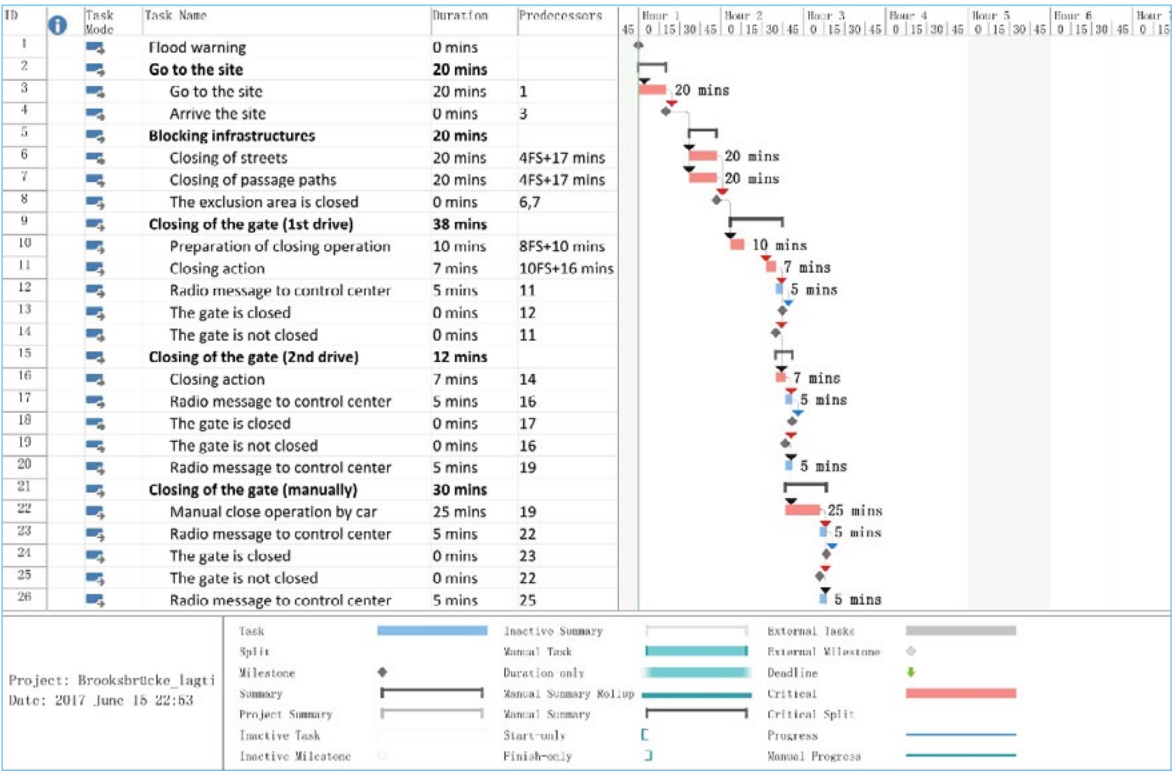 ID Task Mode Task Name Duration Predecessors Hour 1 Hour 2 Hour 3 Hour 4 Hour 5 Hour 6 Hour
45 0 15 30 45 0 15 30 45 0 15 30 45 0 15 30 45 0 15 30 45 0 15 30 45 0 15
1 Flood warning 0 mins
2 Go to the site 20 mins
3 Go to the site 20 mins 1 20 mins
4 Arrive the site 0 mins 3
5 Blocking infrastructures 20 mins
6 Closing of streets 20 mins 4FS+17 mins 20 mins
7 Closing of passage paths 20 mins 4FS+17 mins 20 mins
8 The exclusion area is closed 0 mins 6,7
9 Closing of the gate (1st drive) 38 mins
10 Preparation of closing operation 10 mins 8FS+10 mins 10 mins
11 Closing action 7 mins 10FS+16 mins 7 mins
12 Radio message to control center 5 mins 11 5 mins
13 The gate is closed 0 mins 12
14 The gate is not closed 0 mins 11
15 Closing of the gate (2nd drive) 12 mins
16 Closing action 7 mins 14 7 mins
17 Radio message to control center 5 mins 16 5 mins
18 The gate is closed 0 mins 17
19 The gate is not closed 0 mins 16
20 Radio message to control center 5 mins 19 5 mins
21 Closing of the gate (manually) 30 mins
22 Manual close operation by car 25 mins 19 25 mins
23 Radio message to control center 5 mins 22 5 mins
24 The gate is closed 0 mins 23
25 The gate is not closed 0 mins 22
26 Radio message to control center 5 mins 25 5 mins
Project: Brooksbrücke_lagti
Date: 2017 June 15 22:53
Task Inactive Summary External Tasks
Split Manual Task External Milestone
Milestone Duration only Deadline
Summary Manual Summary Rollup Critical
Project Summary Manual Summary Critical Split
Inactive Task Start-only Progress
Inactive Milestone Finish-only Manual Progress